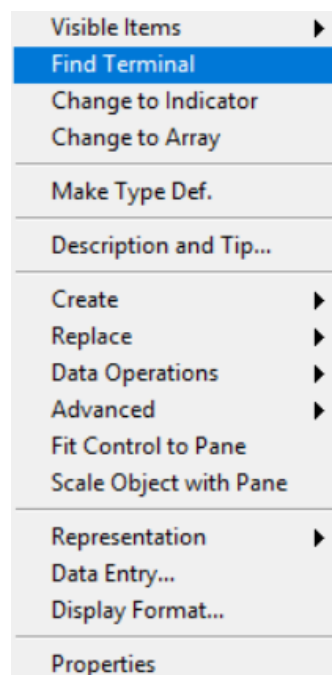 Visible Items
Find Terminal
Change to Indicator
Change to Array
Make Type Def.
Description and Tip...
Create
Replace
Data Operations
Advanced
Fit Control to Pane
Scale Object with Pane
Representation
Data Entry...
Display Format...
Properties